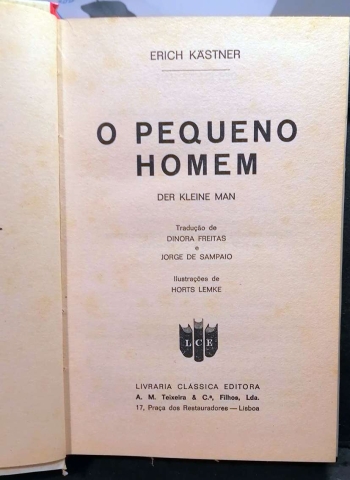 ERICH KÄSTNER
O PEQUENO
HOMEM
DER KLEINE MAN
Tradução de
DINORA FREITAS
e
JORGE DE SAMPAIO
Ilustrações de
HORTS LEMKE
L C E
LIVRARIA CLÁSSICA EDITORA
A. M. Teixeira & C.ª, Filhos, Lda.
17, Praça dos Restauradores — Lisboa